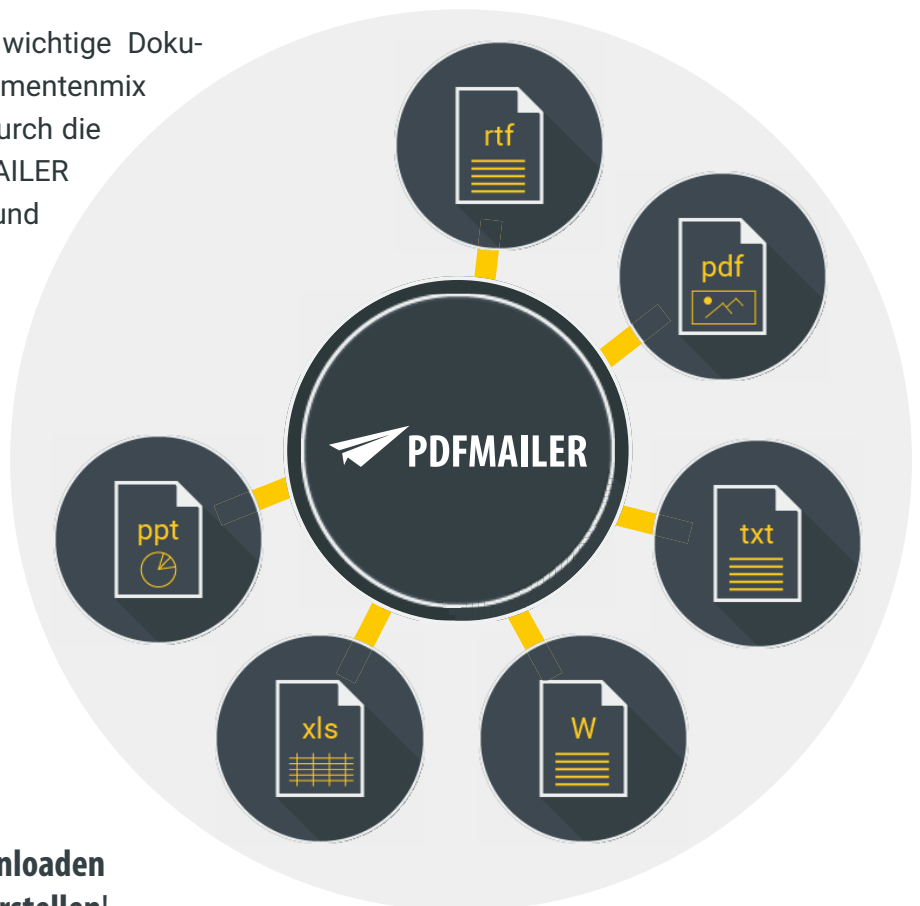 wichtige Doku-
mentenmix
urch die
AILER
und
rtf
pdf
PDFMAILER
ppt
txt
xls
W
nloaden
rstellen!